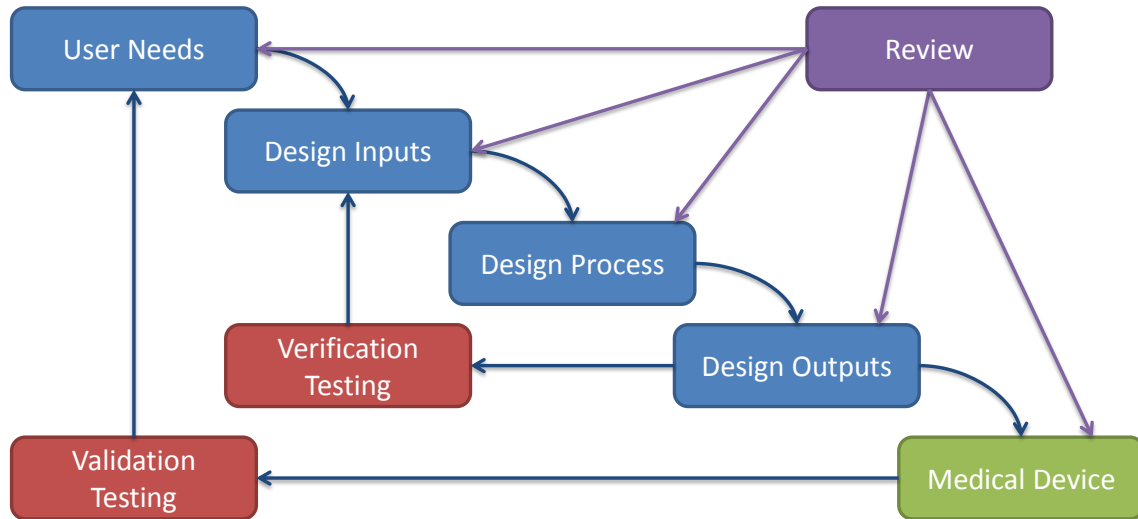 User Needs
Review
Design Inputs
Design Process
Verification
Testing
Design Outputs
Validation
Testing
Medical Device